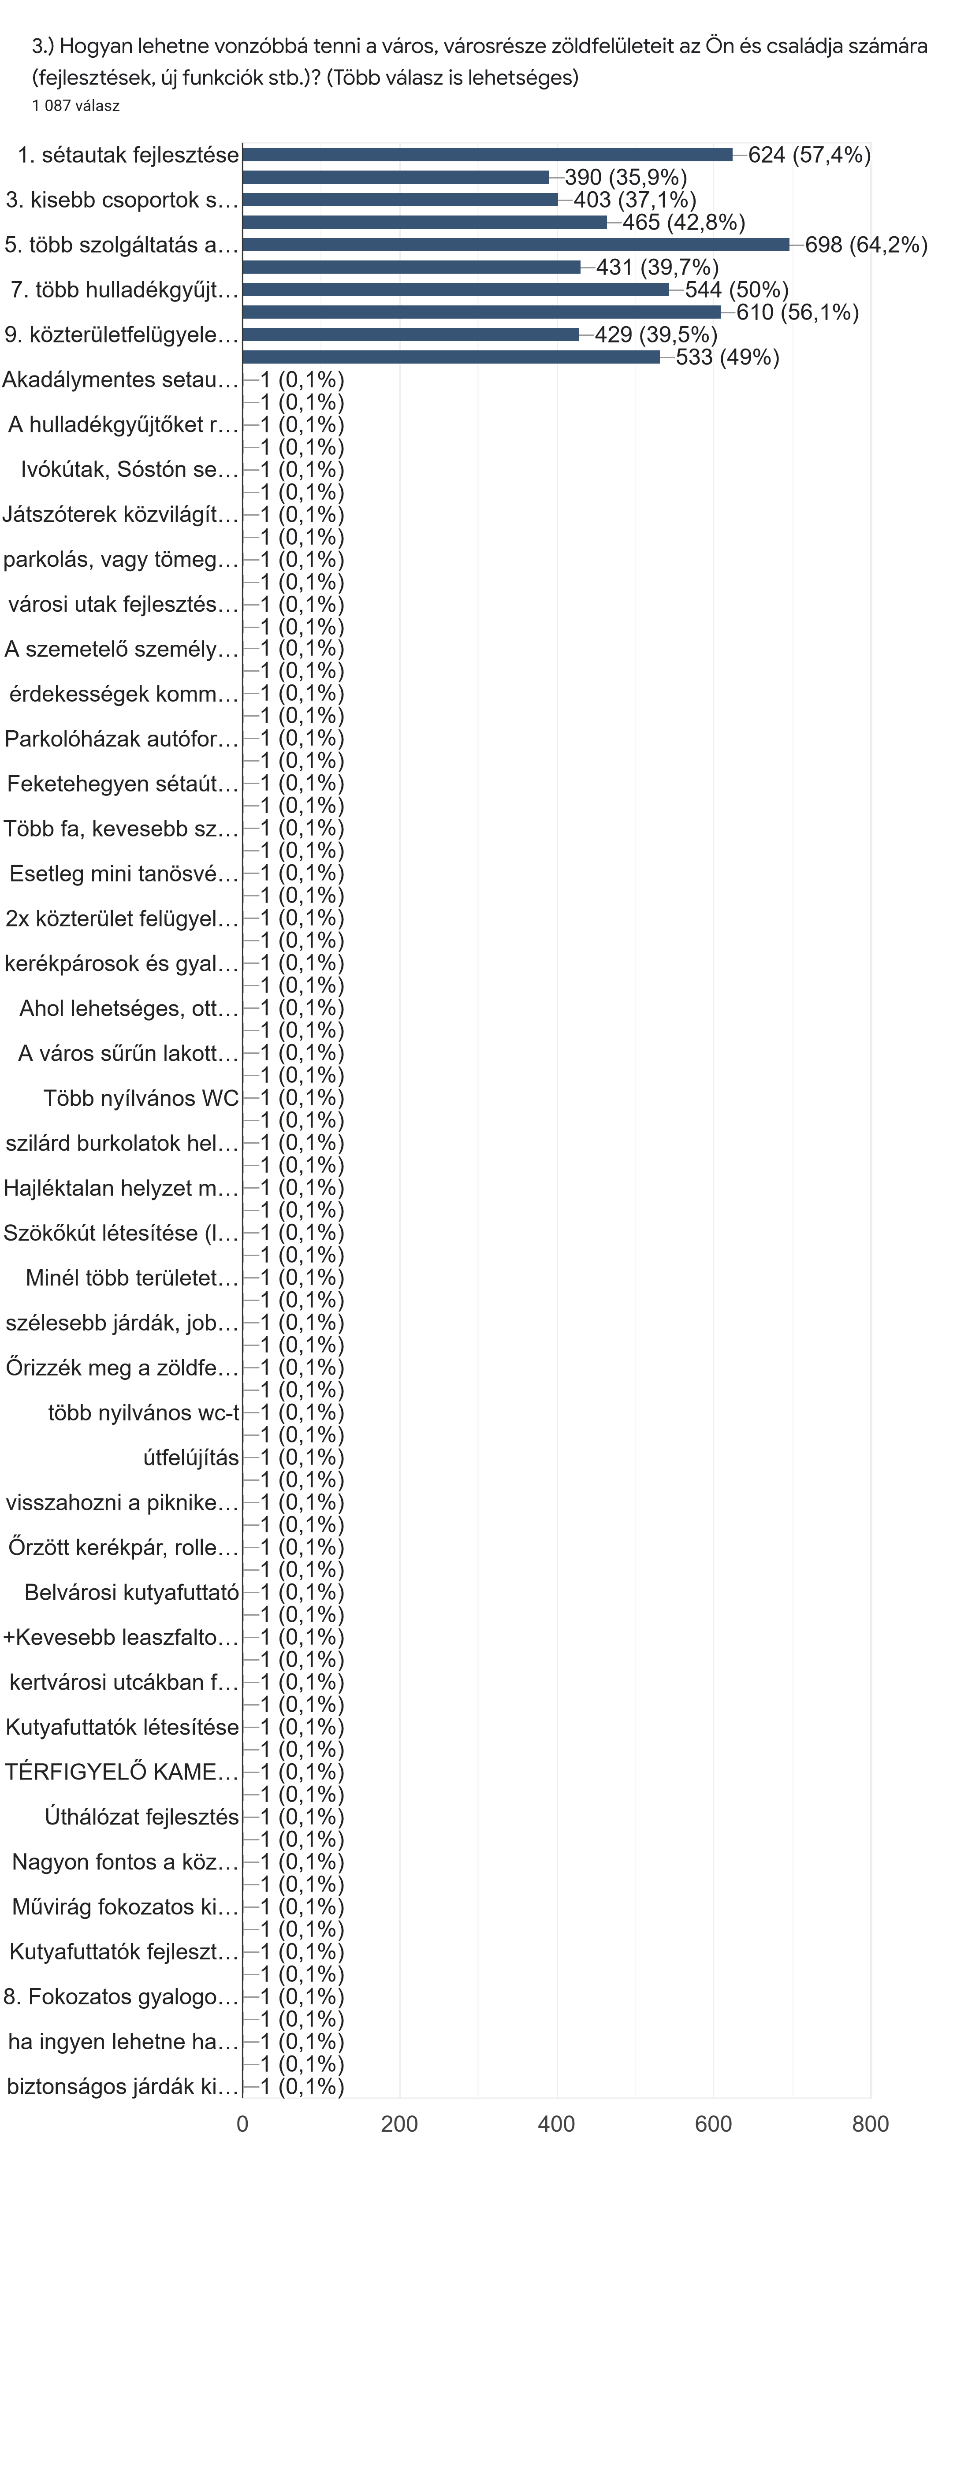 3.) Hogyan lehetne vonzóbbá tenni a város, városrésze zöldfelületeit az Ön és családja számára
(fejlesztések, új funkciók stb.)? (Több válasz is lehetséges)
1 087 válasz
1. sétautak fejlesztése 624 (57,4%)
390 (35,9%)
3. kisebb csoportok s… 403 (37,1%)
465 (42,8%)
5. több szolgáltatás a… 698 (64,2%)
431 (39,7%)
7. több hulladékgyűjt… 544 (50%)
610 (56,1%)
9. közterületfelügyele… 429 (39,5%)
533 (49%)
Akadálymentes setau… 1 (0,1%)
1 (0,1%)
A hulladékgyűjtőket r… 1 (0,1%)
1 (0,1%)
Ivókútak, Sóstón se… 1 (0,1%)
1 (0,1%)
Játszóterek közvilágít… 1 (0,1%)
1 (0,1%)
parkolás, vagy tömeg… 1 (0,1%)
1 (0,1%)
városi utak fejlesztés… 1 (0,1%)
1 (0,1%)
A szemetelő személy… 1 (0,1%)
1 (0,1%)
érdekességek komm… 1 (0,1%)
1 (0,1%)
Parkolóházak autófor… 1 (0,1%)
1 (0,1%)
Feketehegyen sétaút… 1 (0,1%)
1 (0,1%)
Több fa, kevesebb sz… 1 (0,1%)
1 (0,1%)
Esetleg mini tanösvé… 1 (0,1%)
1 (0,1%)
2x közterület felügyel… 1 (0,1%)
1 (0,1%)
kerékpárosok és gyal… 1 (0,1%)
1 (0,1%)
Ahol lehetséges, ott… 1 (0,1%)
1 (0,1%)
A város sűrűn lakott… 1 (0,1%)
1 (0,1%)
Több nyílvános WC 1 (0,1%)
1 (0,1%)
szilárd burkolatok hel… 1 (0,1%)
1 (0,1%)
Hajléktalan helyzet m… 1 (0,1%)
1 (0,1%)
Szökőkút létesítése (l… 1 (0,1%)
1 (0,1%)
Minél több területet… 1 (0,1%)
1 (0,1%)
szélesebb járdák, job… 1 (0,1%)
1 (0,1%)
Őrizzék meg a zöldfe… 1 (0,1%)
1 (0,1%)
több nyilvános wc-t 1 (0,1%)
1 (0,1%)
útfelújítás 1 (0,1%)
1 (0,1%)
visszahozni a piknike… 1 (0,1%)
1 (0,1%)
Őrzött kerékpár, rolle… 1 (0,1%)
1 (0,1%)
Belvárosi kutyafuttató 1 (0,1%)
1 (0,1%)
+Kevesebb leaszfalto… 1 (0,1%)
1 (0,1%)
kertvárosi utcákban f… 1 (0,1%)
1 (0,1%)
Kutyafuttatók létesítése 1 (0,1%)
1 (0,1%)
TÉRFIGYELŐ KAME… 1 (0,1%)
1 (0,1%)
Úthálózat fejlesztés 1 (0,1%)
1 (0,1%)
Nagyon fontos a köz… 1 (0,1%)
1 (0,1%)
Művirág fokozatos ki… 1 (0,1%)
1 (0,1%)
Kutyafuttatók fejleszt… 1 (0,1%)
1 (0,1%)
8. Fokozatos gyalogo… 1 (0,1%)
1 (0,1%)
ha ingyen lehetne ha… 1 (0,1%)
1 (0,1%)
biztonságos járdák ki… 1 (0,1%)
0 200 400 600 800